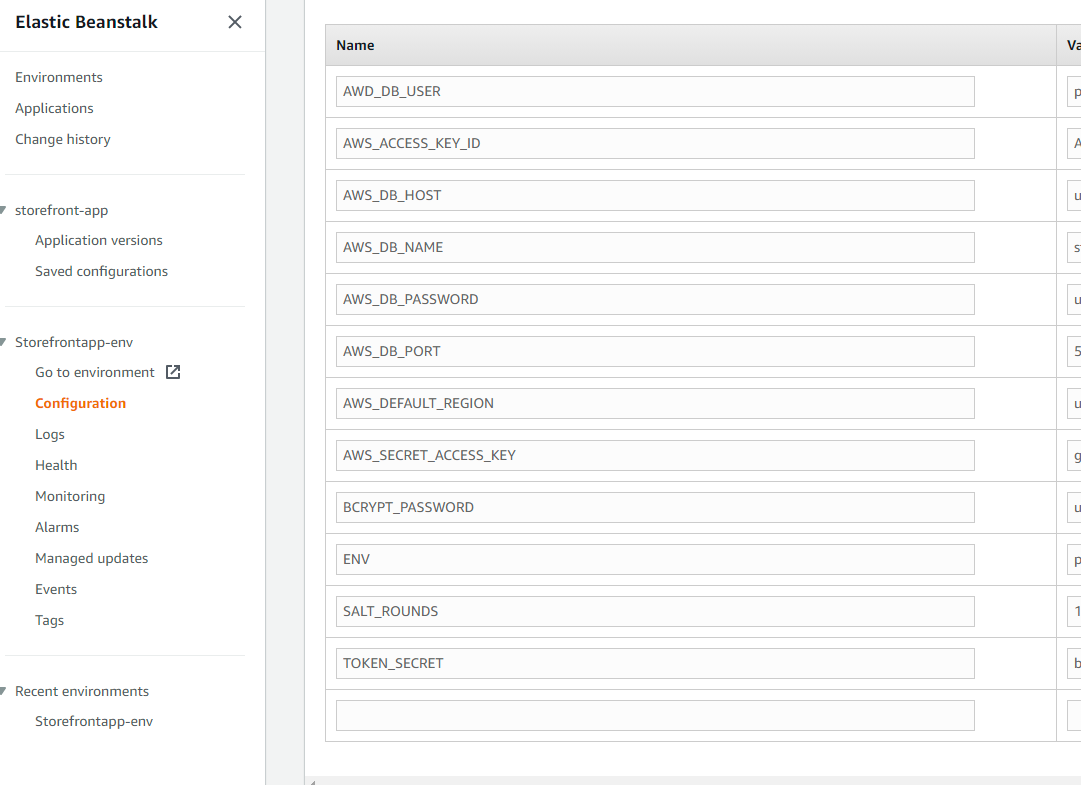 Elastic Beanstalk
Environments
Applications
Change history
storefront-app
Application versions
Saved configurations
Storefrontapp-env
Go to environment
Configuration
Logs
Health
Monitoring
Alarms
Managed updates
Events
Tags
Recent environments
Storefrontapp-env
Name Va
AWD_DB_USER p
AWS_ACCESS_KEY_ID A
AWS_DB_HOST u
AWS_DB_NAME s
AWS_DB_PASSWORD u
AWS_DB_PORT 5
AWS_DEFAULT_REGION u
AWS_SECRET_ACCESS_KEY g
BCRYPT_PASSWORD u
ENV p
SALT_ROUNDS 1
TOKEN_SECRET b